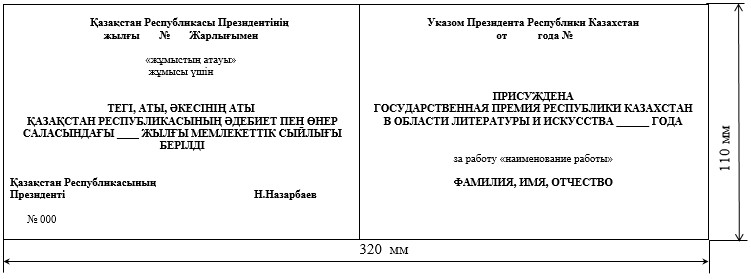 Қазақстан Республикасы Президентінің
жылғы № Жарлығымен
«жұмыстың атауы»
жұмысы үшін
ТЕГІ, АТЫ, ӘКЕСІНІҢ АТЫ
ҚАЗАҚСТАН РЕСПУБЛИКАСЫНЫҢ ӘДЕБИЕТ ПЕН ӨНЕР
САЛАСЫНДАҒЫ ____ ЖЫЛҒЫ МЕМЛЕКЕТТІК СЫЙЛЫҒЫ
БЕРІЛДІ
Қазақстан Республикасының
Президенті Н.Назарбаев
№ 000
Указом Президента Республики Казахстан
от года №
ПРИСУЖДЕНА
ГОСУДАРСТВЕННАЯ ПРЕМИЯ РЕСПУБЛИКИ КАЗАХСТАН
В ОБЛАСТИ ЛИТЕРАТУРЫ И ИСКУССТВА ______ ГОДА
за работу «наименование работы»
ФАМИЛИЯ, ИМЯ, ОТЧЕСТВО
110 мм
320 мм